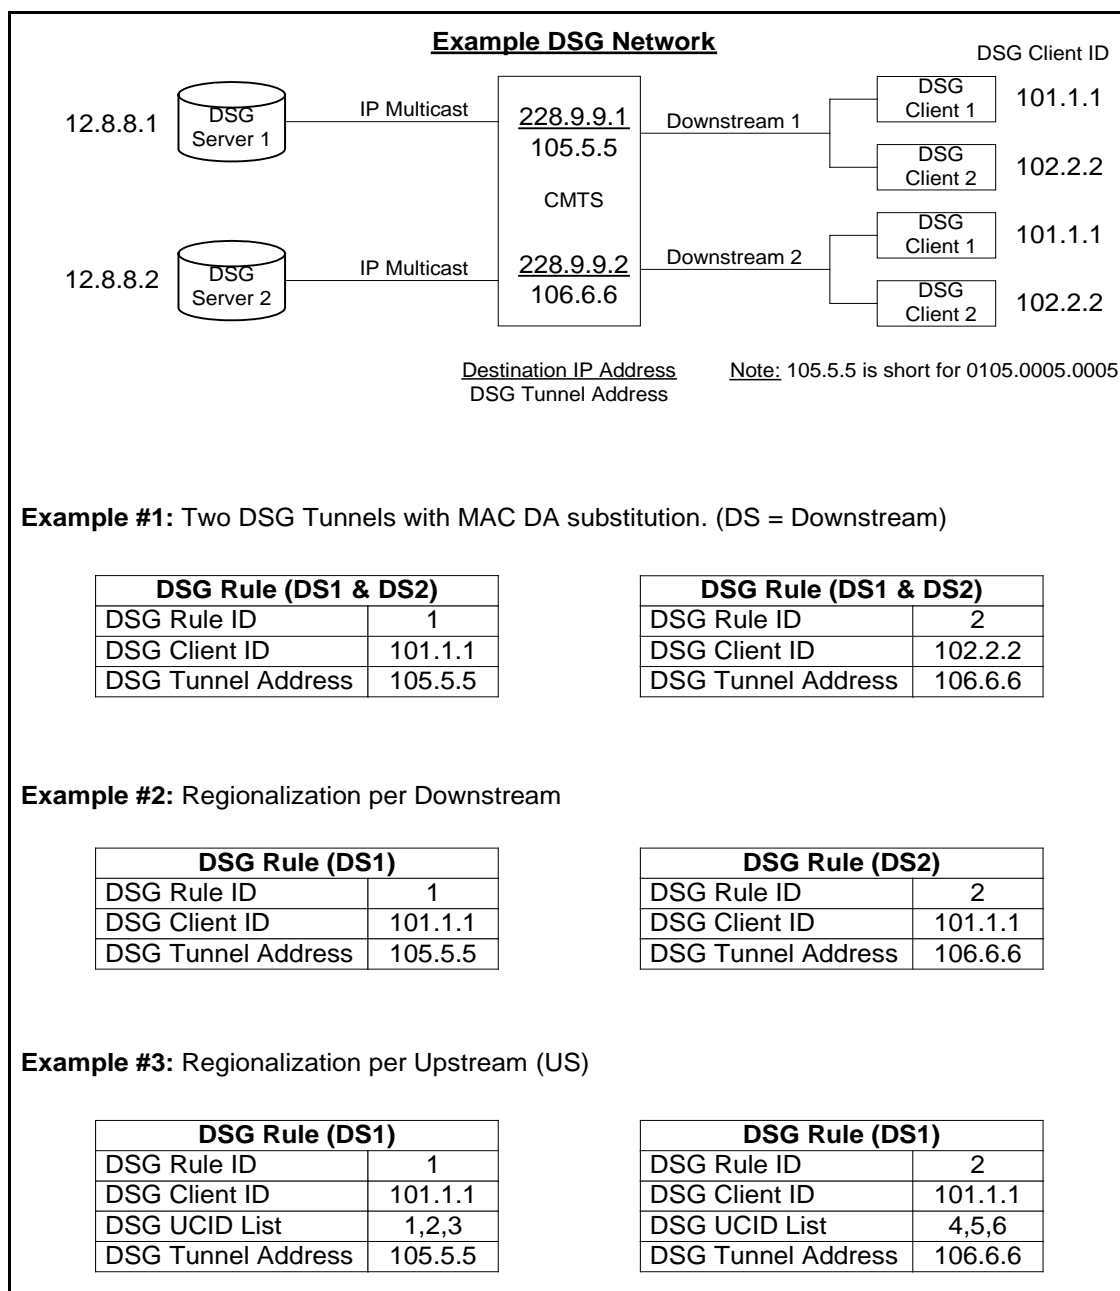 Example DSG Network
DSG Client ID
12.8.8.1
DSG
Server 1
IP Multicast
228.9.9.1
105.5.5
CMTS
Downstream 1
DSG
Client 1
101.1.1
DSG
Client 2
102.2.2
12.8.8.2
DSG
Server 2
IP Multicast
228.9.9.2
106.6.6
Downstream 2
DSG
Client 1
101.1.1
DSG
Client 2
102.2.2
Destination IP Address
DSG Tunnel Address
Note: 105.5.5 is short for 0105.0005.0005
Example #1: Two DSG Tunnels with MAC DA substitution. (DS = Downstream)
DSG Rule (DS1 & DS2)
DSG Rule ID 1
DSG Client ID 101.1.1
DSG Tunnel Address 105.5.5
DSG Rule (DS1 & DS2)
DSG Rule ID 2
DSG Client ID 102.2.2
DSG Tunnel Address 106.6.6
Example #2: Regionalization per Downstream
DSG Rule (DS1)
DSG Rule ID 1
DSG Client ID 101.1.1
DSG Tunnel Address 105.5.5
DSG Rule (DS2)
DSG Rule ID 2
DSG Client ID 101.1.1
DSG Tunnel Address 106.6.6
Example #3: Regionalization per Upstream (US)
DSG Rule (DS1)
DSG Rule ID 1
DSG Client ID 101.1.1
DSG UCID List 1,2,3
DSG Tunnel Address 105.5.5
DSG Rule (DS1)
DSG Rule ID 2
DSG Client ID 101.1.1
DSG UCID List 4,5,6
DSG Tunnel Address 106.6.6